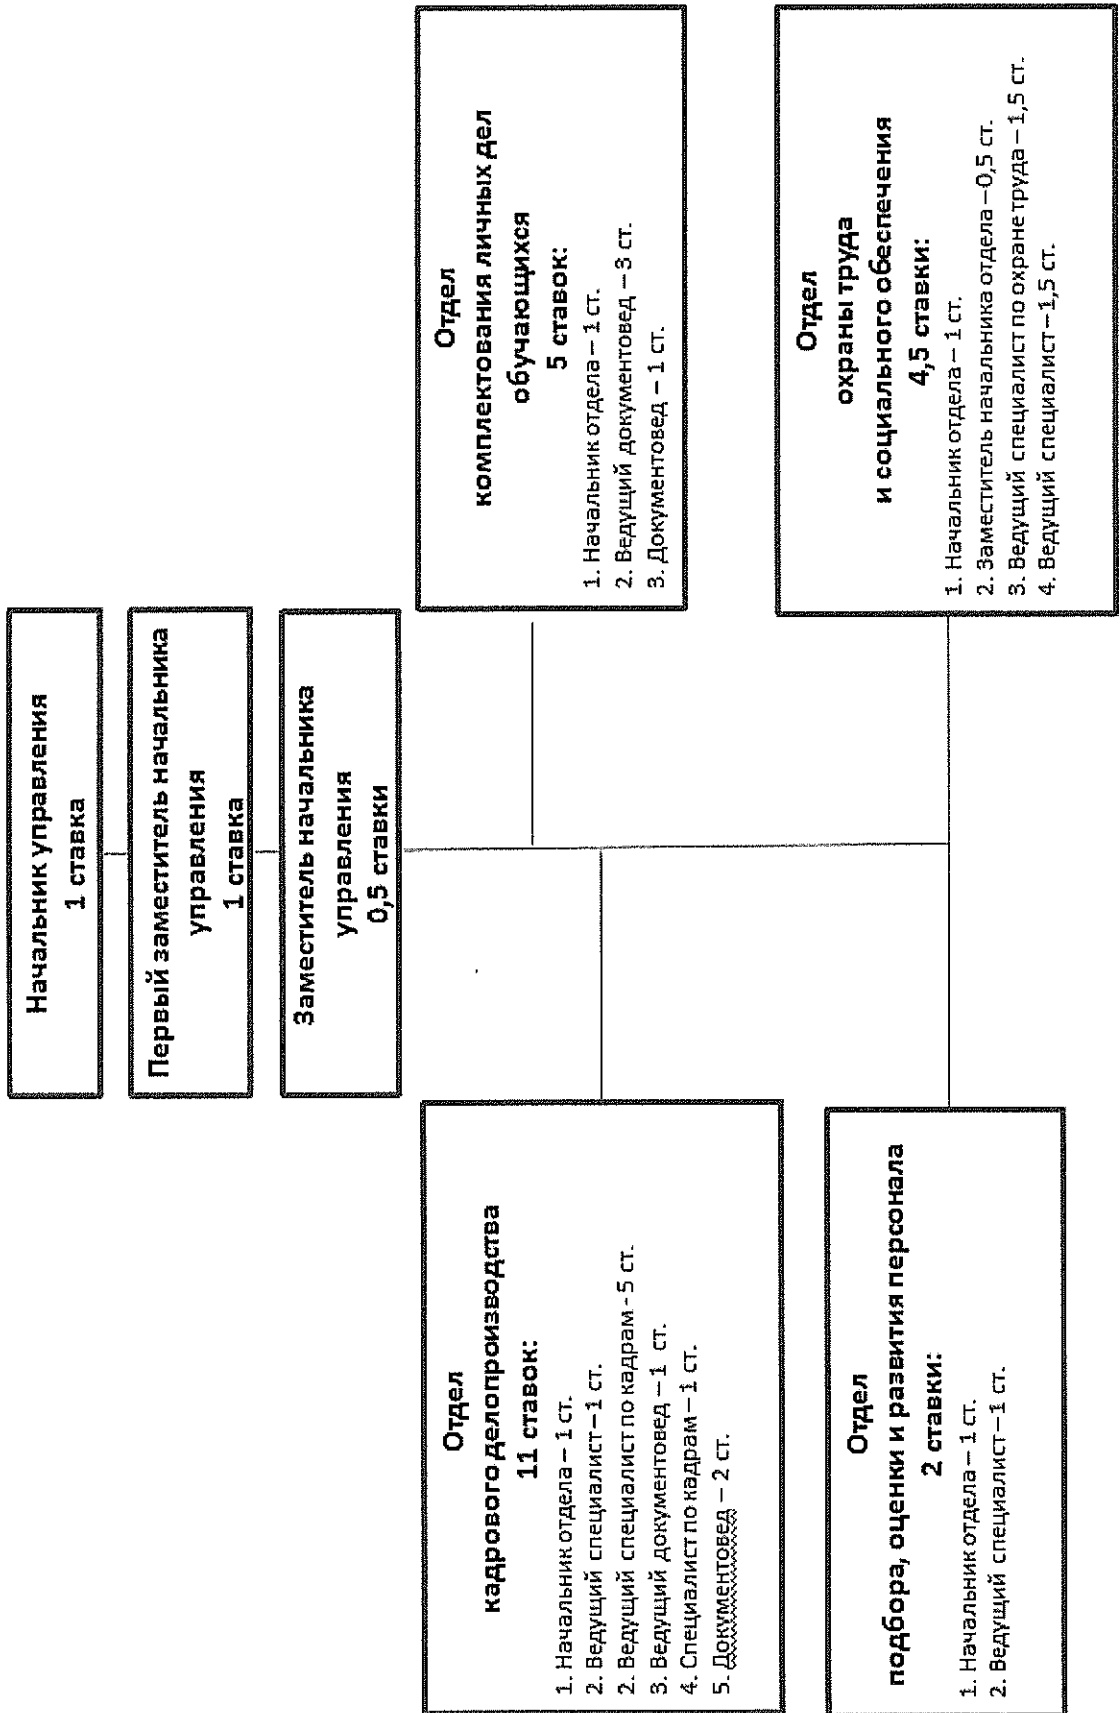 Начальник управления
1 ставка
Первый заместитель начальника
управления
1 ставка
Заместитель начальника
управления
0,5 ставки
Отдел
кадрового делопроизводства
11 ставок:
1. Начальник отдела – 1 ст.
2. Ведущий специалист – 1 ст.
2. Ведущий специалист по кадрам - 5 ст.
3. Ведущий документовед – 1 ст.
4. Специалист по кадрам – 1 ст.
5. Документовед – 2 ст.
Отдел
комплектования личных дел
обучающихся
5 ставок:
1. Начальник отдела – 1 ст.
2. Ведущий документовед – 3 ст.
3. Документовед – 1 ст.
Отдел
подбора, оценки и развития персонала
2 ставки:
1. Начальник отдела – 1 ст.
2. Ведущий специалист – 1 ст.
Отдел
охраны труда
и социального обеспечения
4,5 ставки:
1. Начальник отдела – 1 ст.
2. Заместитель начальника отдела –0,5 ст.
3. Ведущий специалист по охране труда – 1,5 ст.
4. Ведущий специалист – 1,5 ст.